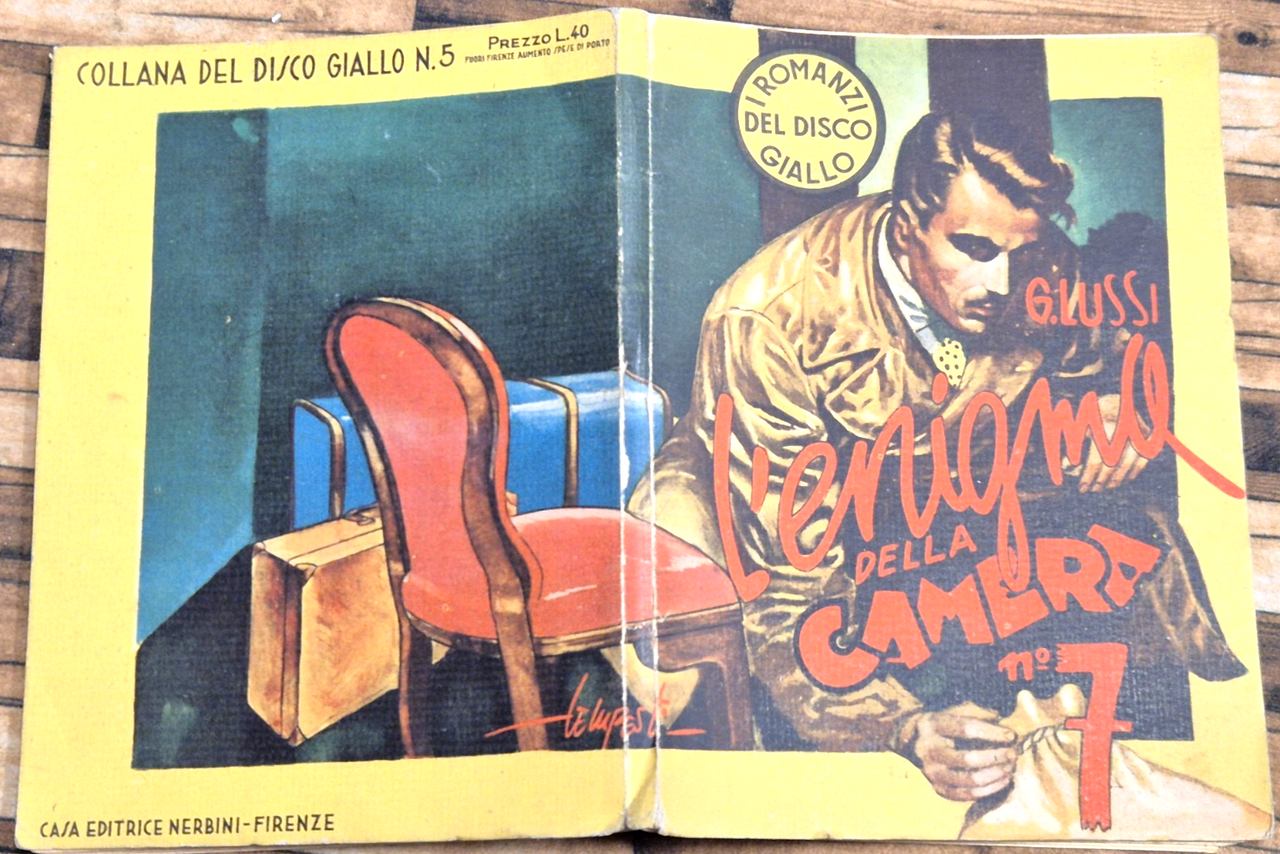 COLLANA DEL DISCO GIALLO N.5
PREZZO L.40
FUORI FIRENZE AUMENTO SPESE DI PORTO
CASA EDITRICE NERBINI-FIRENZE
I ROMANZI
DEL DISCO
GIALLO
G.LUSSI
L'enigma
DELLA
CAMERA
nº 7